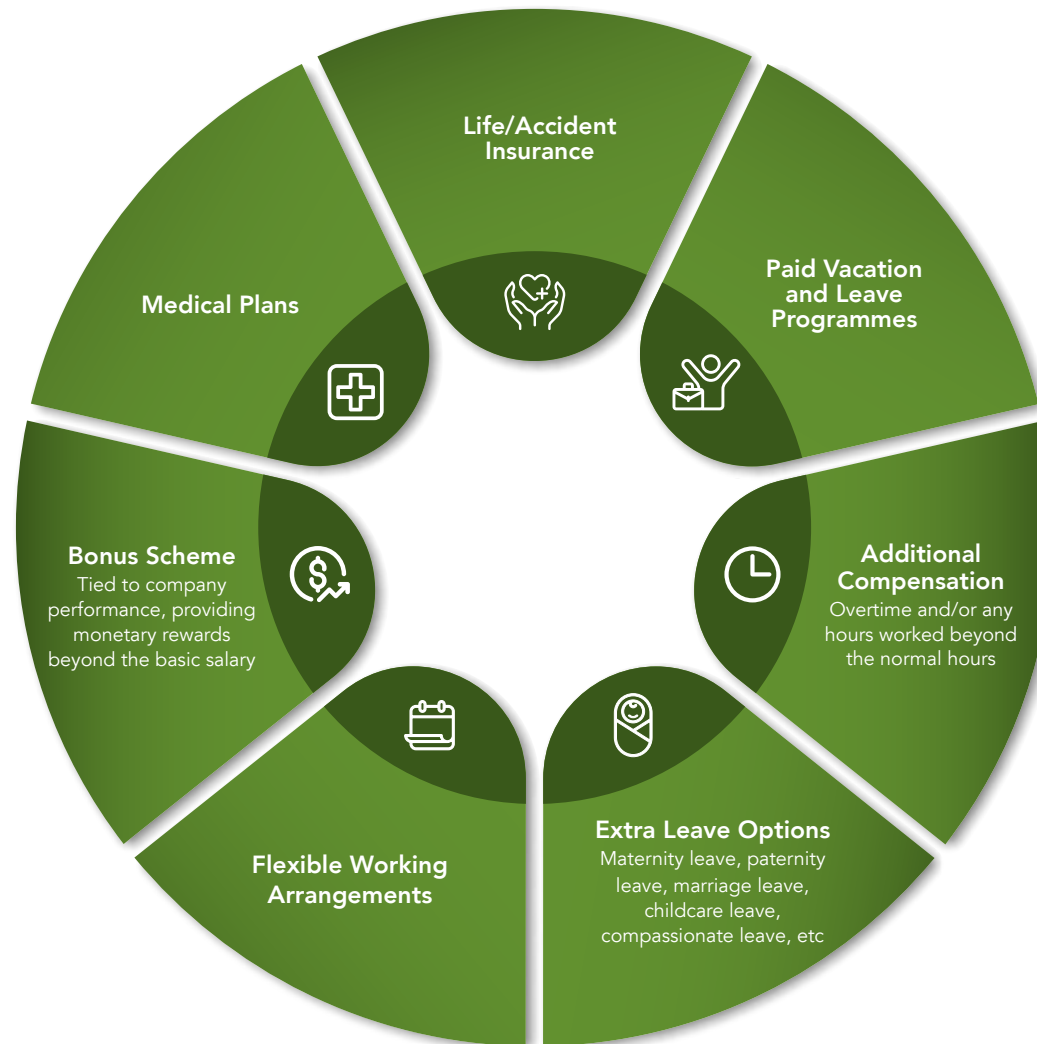 Life/Accident
Insurance
Paid Vacation
and Leave
Programmes
Additional
Compensation
Overtime and/or any
hours worked beyond
the normal hours
Extra Leave Options
Maternity leave, paternity
leave, marriage leave,
childcare leave,
compassionate leave, etc
Flexible Working
Arrangements
Bonus Scheme
Tied to company
performance, providing
monetary rewards
beyond the basic salary
Medical Plans